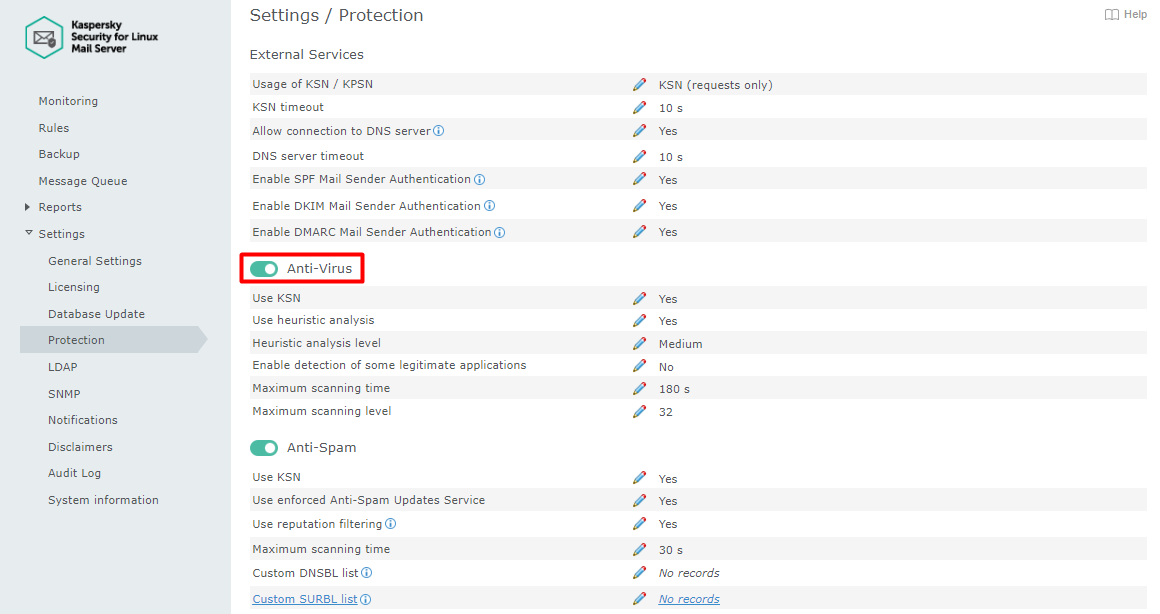 Kaspersky
Security for Linux
Mail Server
Monitoring
Rules
Backup
Message Queue
Reports
Settings
General Settings
Licensing
Database Update
Protection
LDAP
SNMP
Notifications
Disclaimers
Audit Log
System information
Settings / Protection
Help
External Services
Usage of KSN / KPSN KSN (requests only)
KSN timeout 10 s
Allow connection to DNS server Yes
DNS server timeout 10 s
Enable SPF Mail Sender Authentication Yes
Enable DKIM Mail Sender Authentication Yes
Enable DMARC Mail Sender Authentication Yes
Anti-Virus
Use KSN Yes
Use heuristic analysis Yes
Heuristic analysis level Medium
Enable detection of some legitimate applications No
Maximum scanning time 180 s
Maximum scanning level 32
Anti-Spam
Use KSN Yes
Use enforced Anti-Spam Updates Service Yes
Use reputation filtering Yes
Maximum scanning time 30 s
Custom DNSBL list No records
Custom SURBL list No records